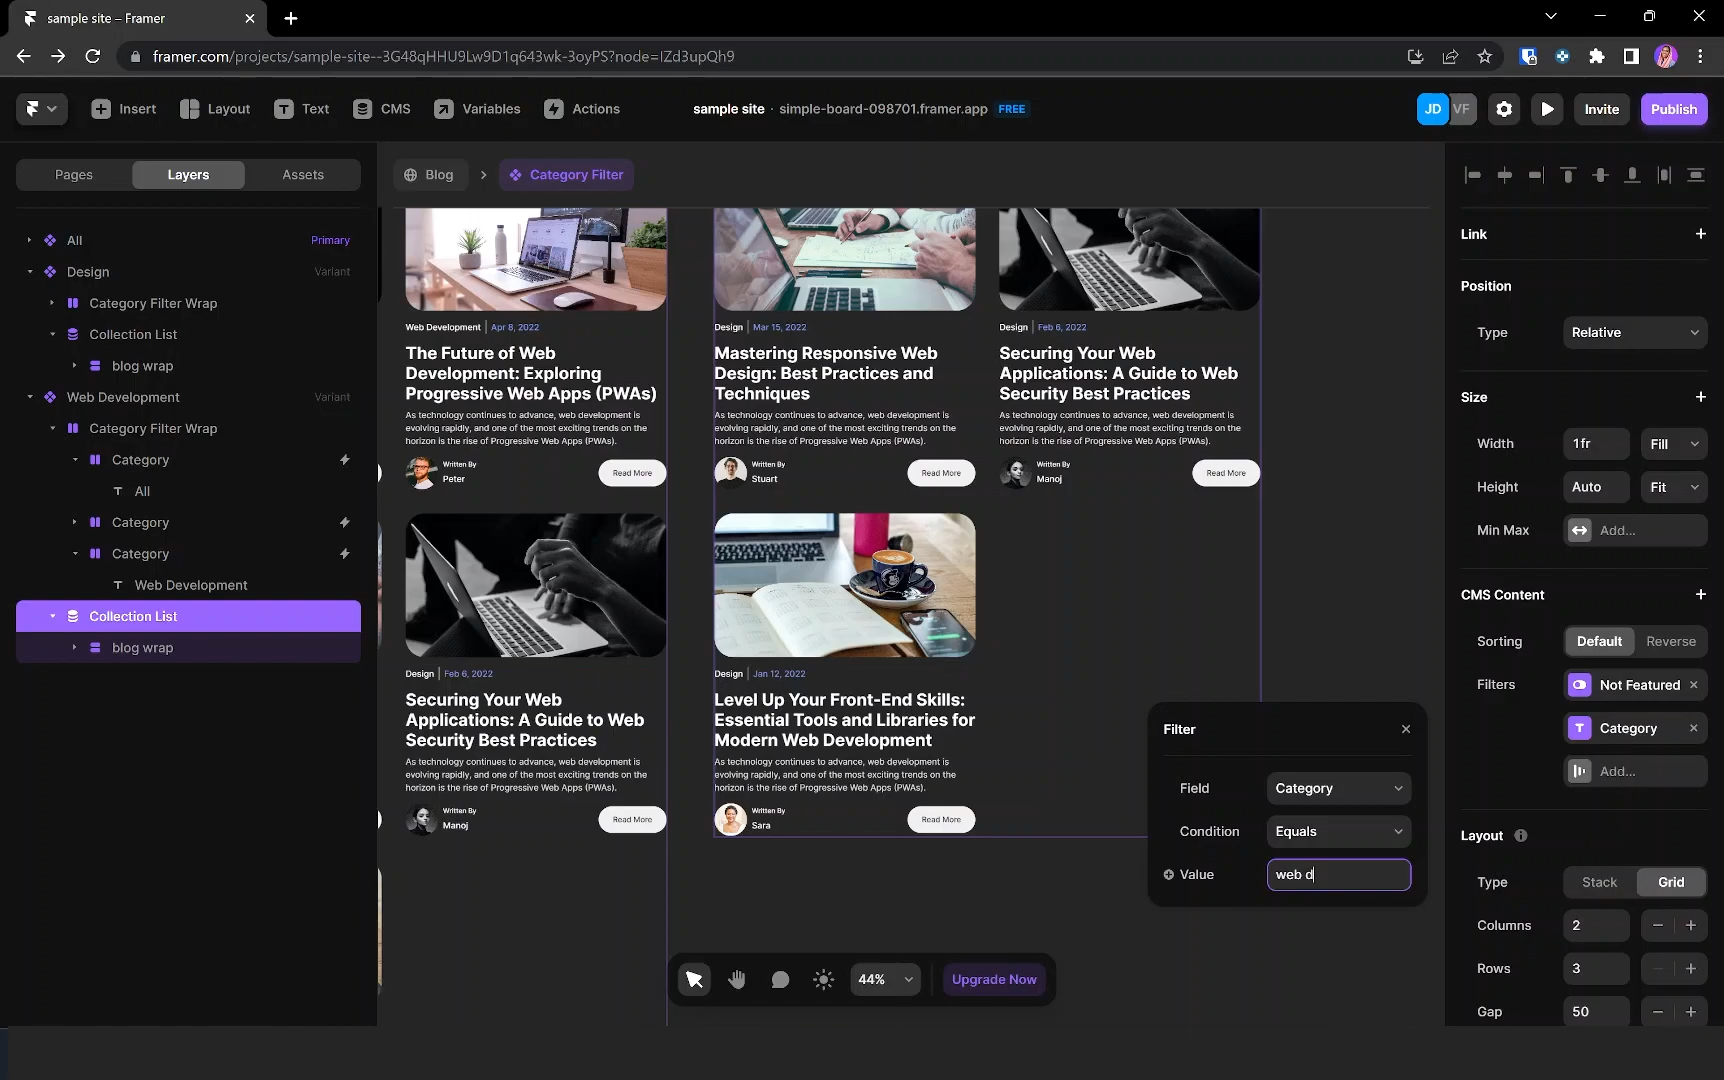 sample site – Framer
framer.com/projects/sample-site--3G48qHHU9Lw9D1q643wk-3oyPS?node=IZd3upQh9
Insert
Layout
Text
CMS
Variables
Actions
sample site · simple-board-098701.framer.app FREE
JD
VF
Invite
Publish
Pages
Layers
Assets
All
Primary
Design
Variant
Category Filter Wrap
Collection List
blog wrap
Web Development
Variant
Category Filter Wrap
Category
All
Category
Category
Web Development
Collection List
blog wrap
Blog
Category Filter
Web Development | Apr 8, 2022
The Future of Web
Development: Exploring
Progressive Web Apps (PWAs)
As technology continues to advance, web development is
evolving rapidly, and one of the most exciting trends on the
horizon is the rise of Progressive Web Apps (PWAs).
Written By
Peter
Read More
Design | Mar 15, 2022
Mastering Responsive Web
Design: Best Practices and
Techniques
As technology continues to advance, web development is
evolving rapidly, and one of the most exciting trends on the
horizon is the rise of Progressive Web Apps (PWAs).
Written By
Stuart
Read More
Design | Feb 6, 2022
Securing Your Web
Applications: A Guide to Web
Security Best Practices
As technology continues to advance, web development is
evolving rapidly, and one of the most exciting trends on the
horizon is the rise of Progressive Web Apps (PWAs).
Written By
Manoj
Read More
Design | Feb 6, 2022
Securing Your Web
Applications: A Guide to Web
Security Best Practices
As technology continues to advance, web development is
evolving rapidly, and one of the most exciting trends on the
horizon is the rise of Progressive Web Apps (PWAs).
Written By
Manoj
Read More
Design | Jan 12, 2022
Level Up Your Front-End Skills:
Essential Tools and Libraries for
Modern Web Development
As technology continues to advance, web development is
evolving rapidly, and one of the most exciting trends on the
horizon is the rise of Progressive Web Apps (PWAs).
Written By
Sara
Read More
Filter
Field
Category
Condition
Equals
Value
web d
44%
Upgrade Now
Link
Position
Type
Relative
Size
Width
1fr
Fill
Height
Auto
Fit
Min Max
Add...
CMS Content
Sorting
Default
Reverse
Filters
Not Featured
Category
Add...
Layout
Type
Stack
Grid
Columns
2
Rows
3
Gap
50